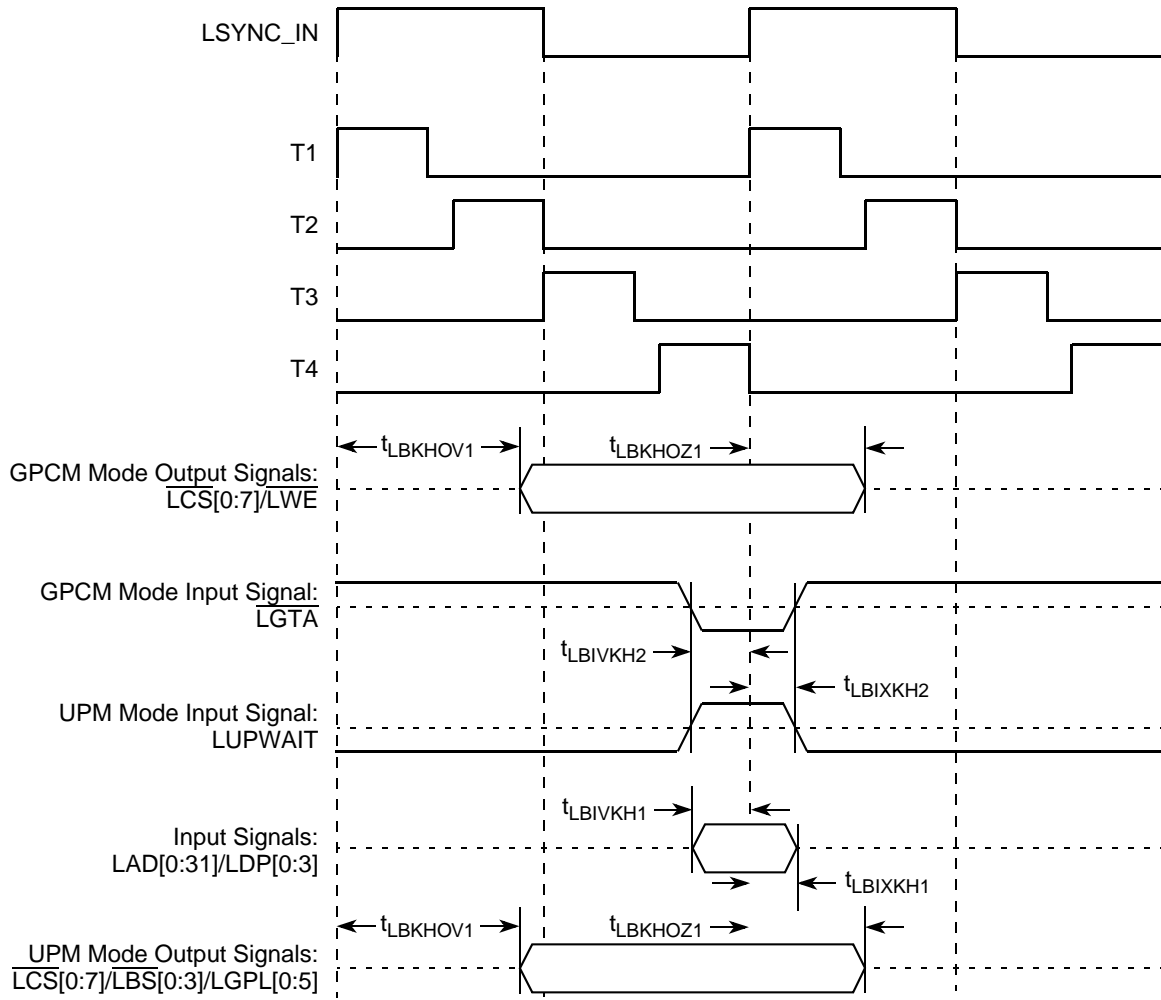 LSYNC_IN
T1
T2
T3
T4
tLBKHOV1
tLBKHOZ1
GPCM Mode Output Signals:
LCS[0:7]/LWE
GPCM Mode Input Signal:
LGTA
tLBIVKH2
tLBIXKH2
UPM Mode Input Signal:
LUPWAIT
tLBIVKH1
Input Signals:
LAD[0:31]/LDP[0:3]
tLBIXKH1
tLBKHOV1
tLBKHOZ1
UPM Mode Output Signals:
LCS[0:7]/LBS[0:3]/LGPL[0:5]